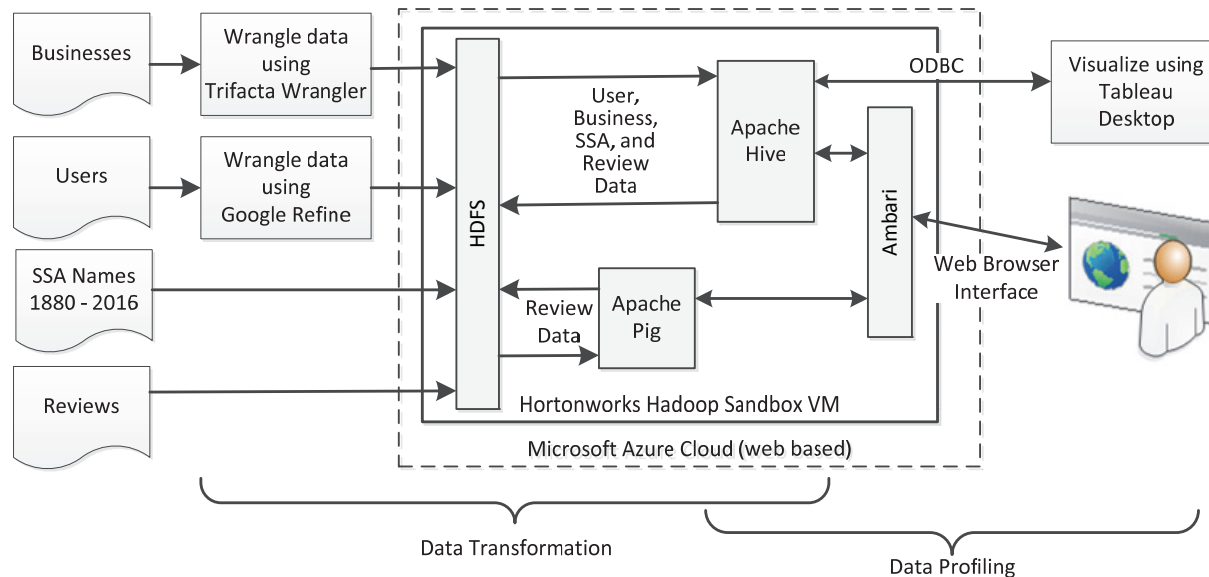 Businesses
Wrangle data
using
Trifacta Wrangler
Users
Wrangle data
using
Google Refine
SSA Names
1880 - 2016
Reviews
HDFS
User,
Business,
SSA, and
Review
Data
Apache
Hive
Review
Data
Apache
Pig
Ambari
ODBC
Visualize using
Tableau
Desktop
Web Browser
Interface
Hortonworks Hadoop Sandbox VM
Microsoft Azure Cloud (web based)
Data Transformation
Data Profiling